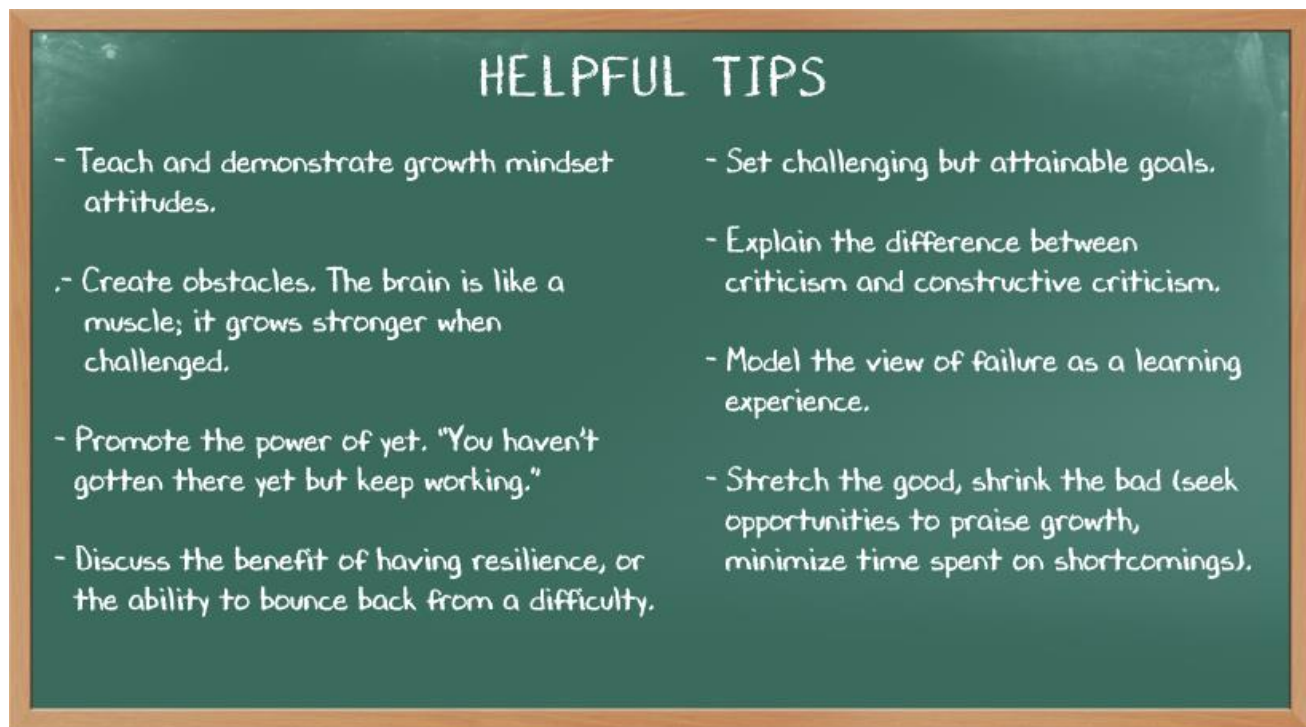 HELPFUL TIPS
- Teach and demonstrate growth mindset
attitudes.
.- Create obstacles. The brain is like a
muscle; it grows stronger when
challenged.
- Promote the power of yet. "You haven't
gotten there yet but keep working."
- Discuss the benefit of having resilience, or
the ability to bounce back from a difficulty.
- Set challenging but attainable goals.
- Explain the difference between
criticism and constructive criticism.
- Model the view of failure as a learning
experience.
- Stretch the good, shrink the bad (seek
opportunities to praise growth,
minimize time spent on shortcomings).